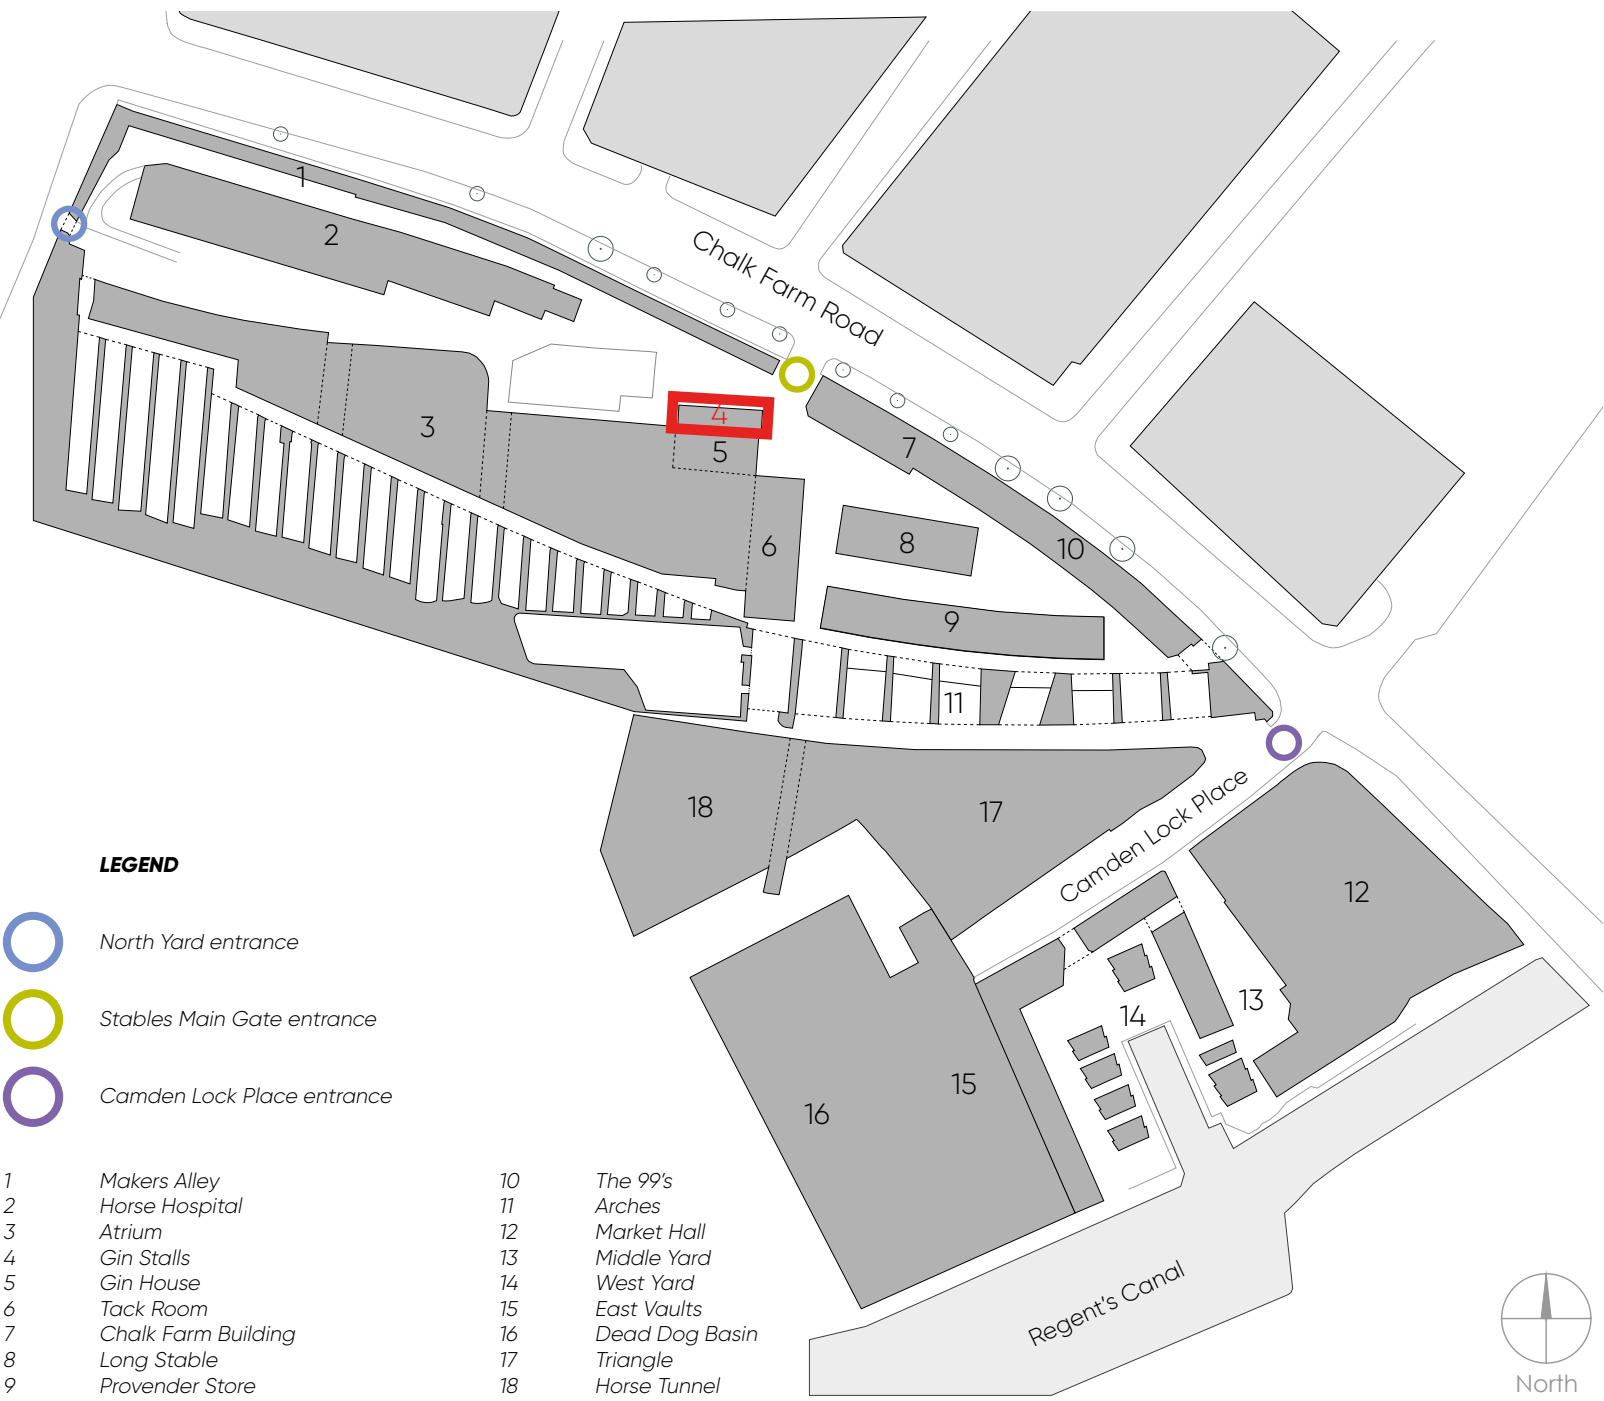 1
2
Chalk Farm Road
3
4
5
7
6
8
10
9
11
18
17
Camden Lock Place
12
13
14
15
16
Regent's Canal
North
LEGEND
North Yard entrance
Stables Main Gate entrance
Camden Lock Place entrance
1 Makers Alley
2 Horse Hospital
3 Atrium
4 Gin Stalls
5 Gin House
6 Tack Room
7 Chalk Farm Building
8 Long Stable
9 Provender Store
10 The 99's
11 Arches
12 Market Hall
13 Middle Yard
14 West Yard
15 East Vaults
16 Dead Dog Basin
17 Triangle
18 Horse Tunnel